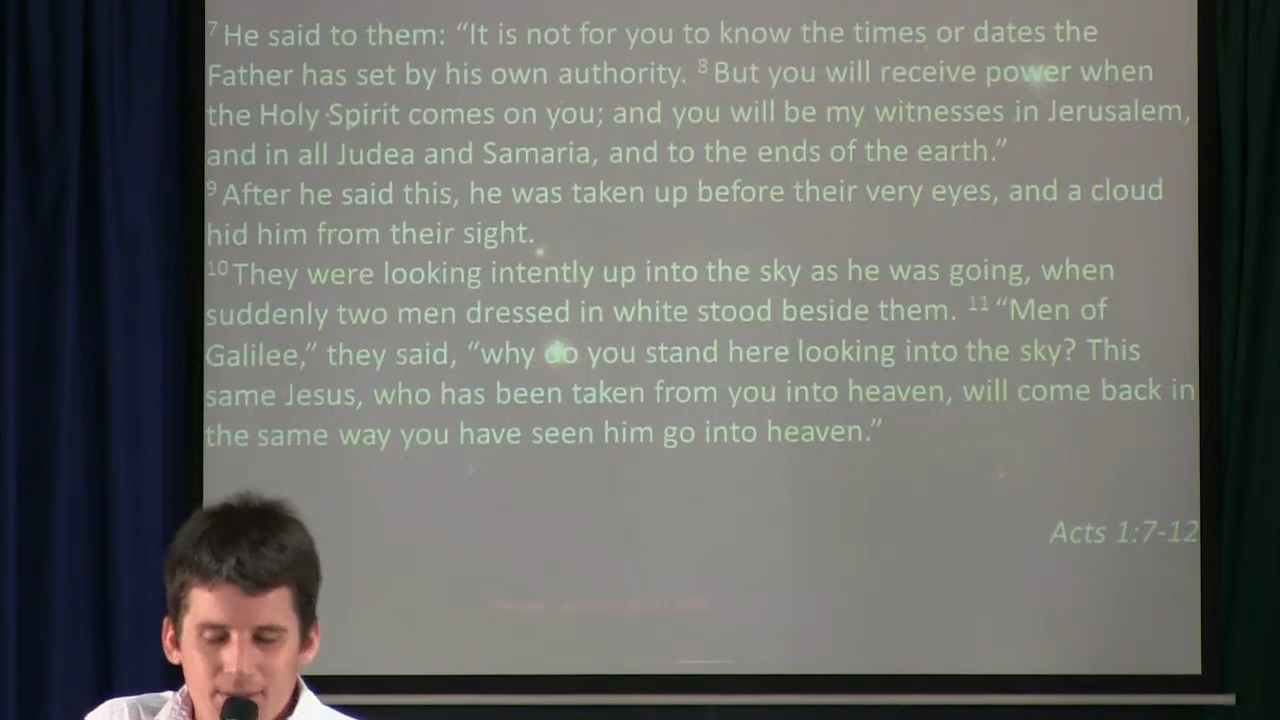 7 He said to them: “It is not for you to know the times or dates the
Father has set by his own authority. 8 But you will receive power when
the Holy Spirit comes on you; and you will be my witnesses in Jerusalem,
and in all Judea and Samaria, and to the ends of the earth.”
9 After he said this, he was taken up before their very eyes, and a cloud
hid him from their sight.
10 They were looking intently up into the sky as he was going, when
suddenly two men dressed in white stood beside them. 11 “Men of
Galilee,” they said, “why do you stand here looking into the sky? This
same Jesus, who has been taken from you into heaven, will come back in
the same way you have seen him go into heaven.”
Acts 1:7-12